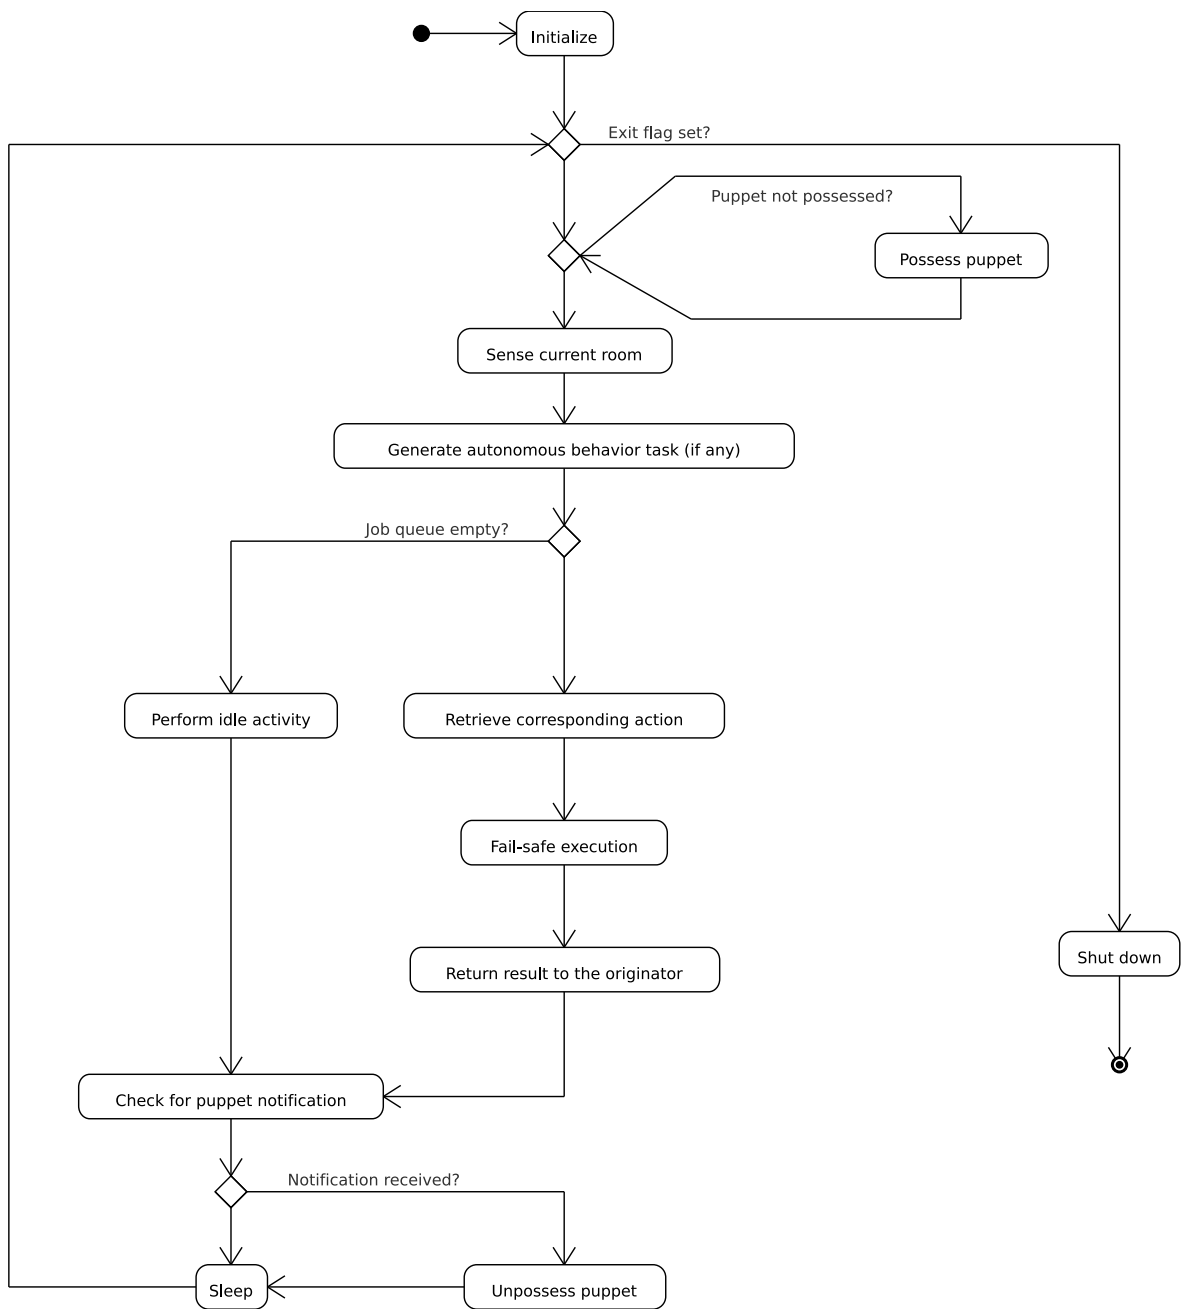 Initialize
Exit flag set?
Puppet not possessed?
Possess puppet
Sense current room
Generate autonomous behavior task (if any)
Job queue empty?
Perform idle activity
Retrieve corresponding action
Fail-safe execution
Return result to the originator
Shut down
Check for puppet notification
Notification received?
Sleep
Unpossess puppet